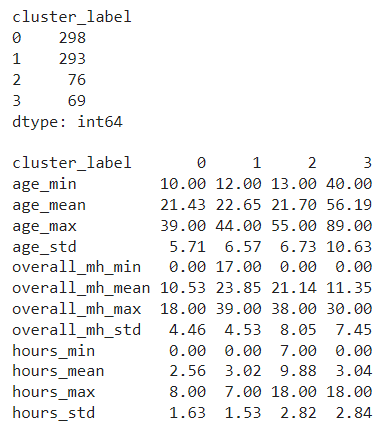 cluster_label
0 298
1 293
2 76
3 69
dtype: int64
cluster_label 0 1 2 3
age_min 10.00 12.00 13.00 40.00
age_mean 21.43 22.65 21.70 56.19
age_max 39.00 44.00 55.00 89.00
age_std 5.71 6.57 6.73 10.63
overall_mh_min 0.00 17.00 0.00 0.00
overall_mh_mean 10.53 23.85 21.14 11.35
overall_mh_max 18.00 39.00 38.00 30.00
overall_mh_std 4.46 4.53 8.05 7.45
hours_min 0.00 0.00 7.00 0.00
hours_mean 2.56 3.02 9.88 3.04
hours_max 8.00 7.00 18.00 18.00
hours_std 1.63 1.53 2.82 2.84